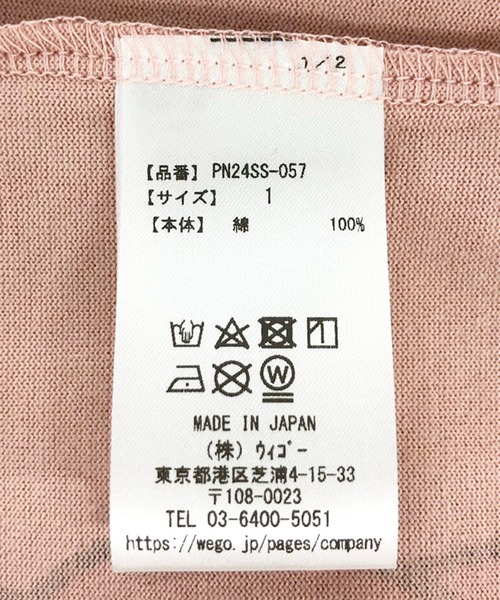 1/2
【品番】 PN24SS-057
【サイズ】 1
【本体】 綿 100%
MADE IN JAPAN
(株) ウィゴー
東京都港区芝浦4-15-33
〒108-0023
TEL 03-6400-5051
https://wego.jp/pages/company